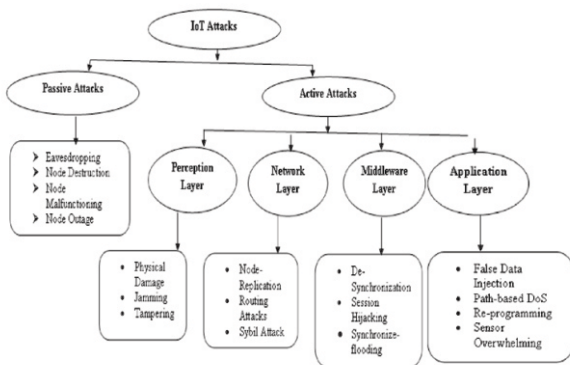 IoT Attacks
Passive Attacks
Active Attacks
Eavesdropping
Node Destruction
Node
Malfunctioning
Node Outage
Perception
Layer
Network
Layer
Middleware
Layer
Application
Layer
Physical
Damage
Jamming
Tampering
Node-
Replication
Routing
Attacks
Sybil Attack
De-
Synchronization
Session
Hijacking
Synchronize-
flooding
False Data
Injection
Path-based DoS
Re-programming
Sensor
Overwhelming